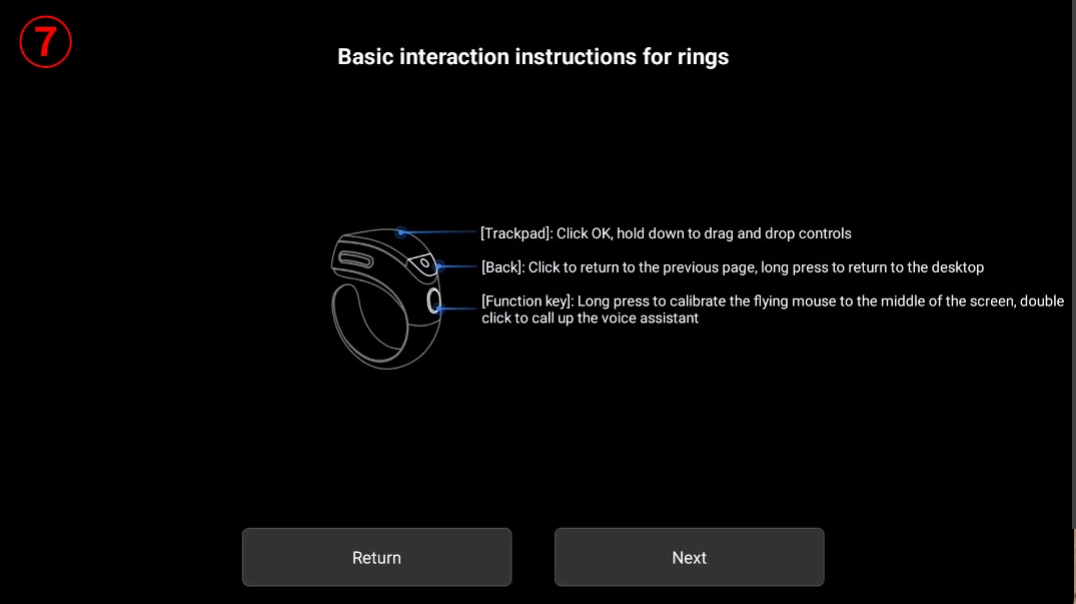 7
Basic interaction instructions for rings
[Trackpad]: Click OK, hold down to drag and drop controls
[Back]: Click to return to the previous page, long press to return to the desktop
[Function key]: Long press to calibrate the flying mouse to the middle of the screen, double
click to call up the voice assistant
Return
Next